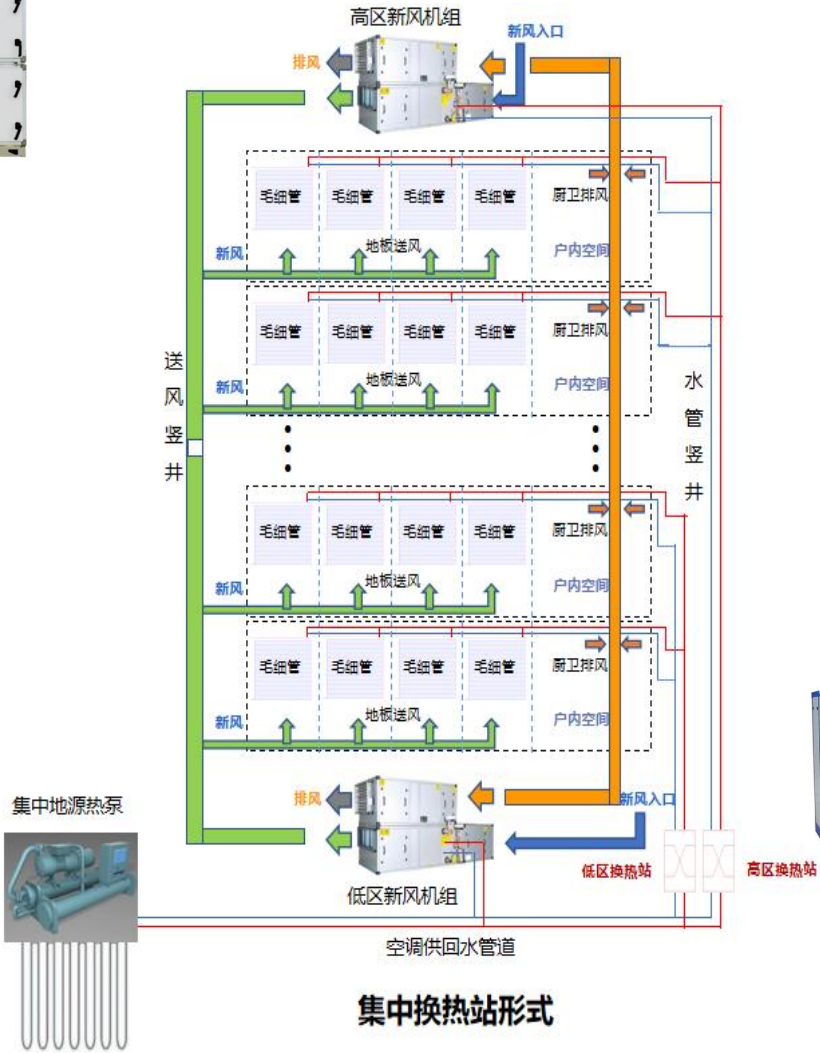 高区新风机组
新风入口
排风
毛细管 毛细管 毛细管 毛细管 厨卫排风
新风 地板送风 户内空间
毛细管 毛细管 毛细管 毛细管 厨卫排风
新风 地板送风 户内空间
送风竖井
水管竖井
毛细管 毛细管 毛细管 毛细管 厨卫排风
新风 地板送风 户内空间
毛细管 毛细管 毛细管 毛细管 厨卫排风
新风 地板送风 户内空间
集中地源热泵
排风
新风入口
低区换热站
高区换热站
低区新风机组
空调供回水管道
集中换热站形式